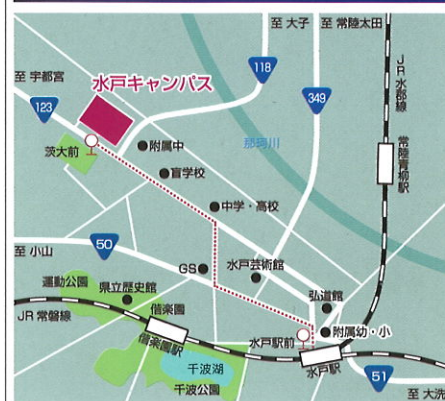 至 大子
至 常陸太田
至 宇都宮
水戸キャンパス
118
JR水郡線
123
349
茨大前
附属中
那珂川
常陸青柳駅
盲学校
中学・高校
至 小山
50
GS
水戸芸術館
運動公園
県立歴史館
弘道館
JR 常磐線
偕楽園
偕楽園駅
水戸駅前
附属幼・小
水戸駅
千波湖
千波公園
51
至 大洗